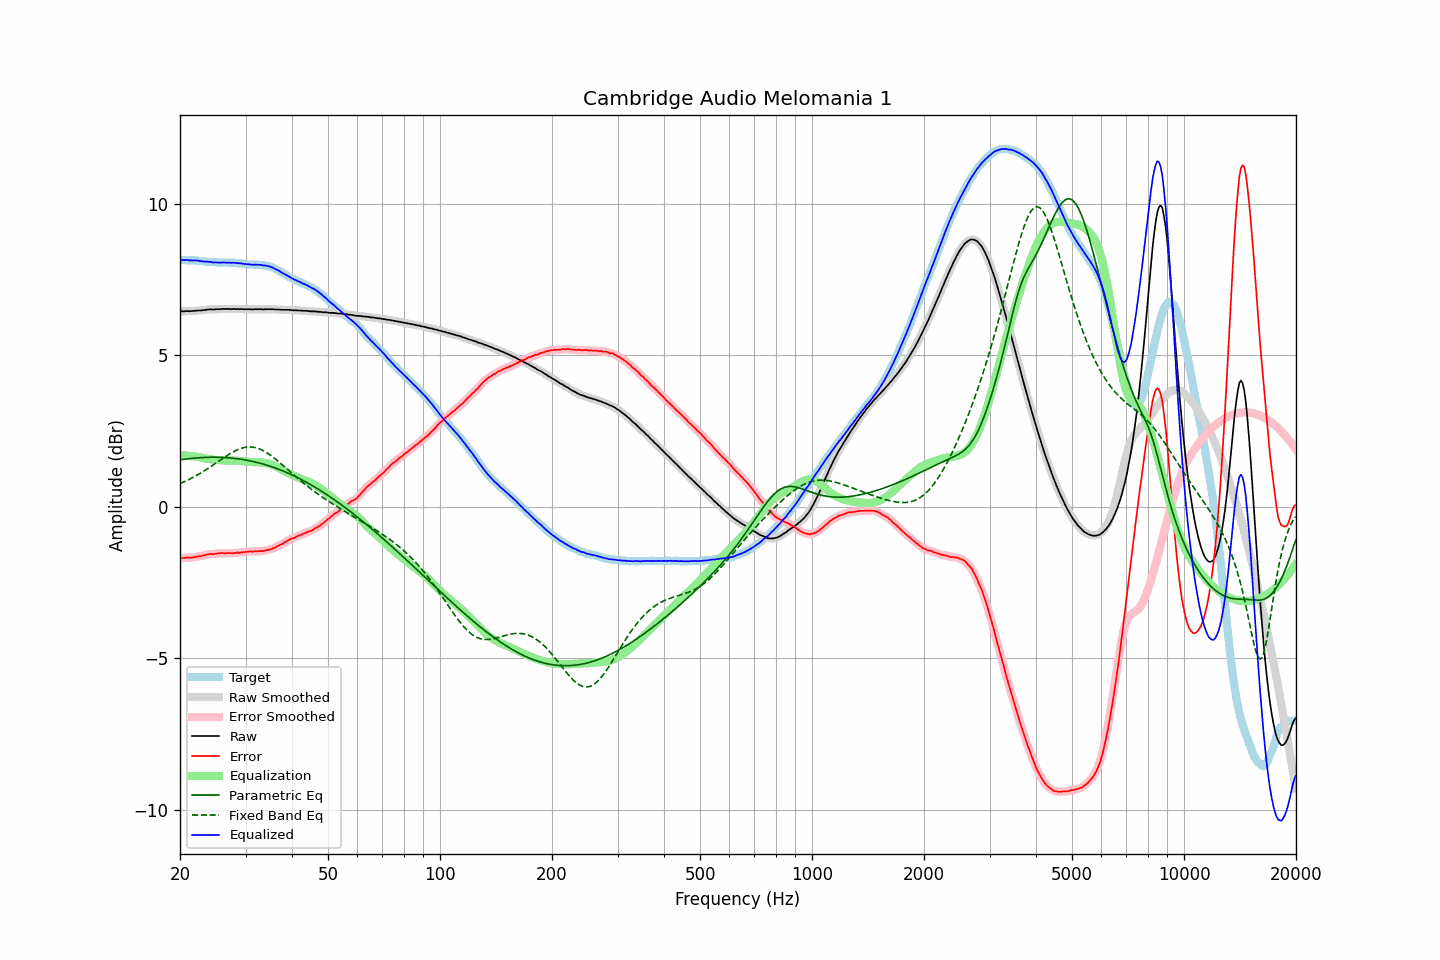 Cambridge Audio Melomania 1
Amplitude (dBr)
10
5
0
−5
−10
Target
Raw Smoothed
Error Smoothed
Raw
Error
Equalization
Parametric Eq
Fixed Band Eq
Equalized
20 50 100 200 500 1000 2000 5000 10000 20000
Frequency (Hz)